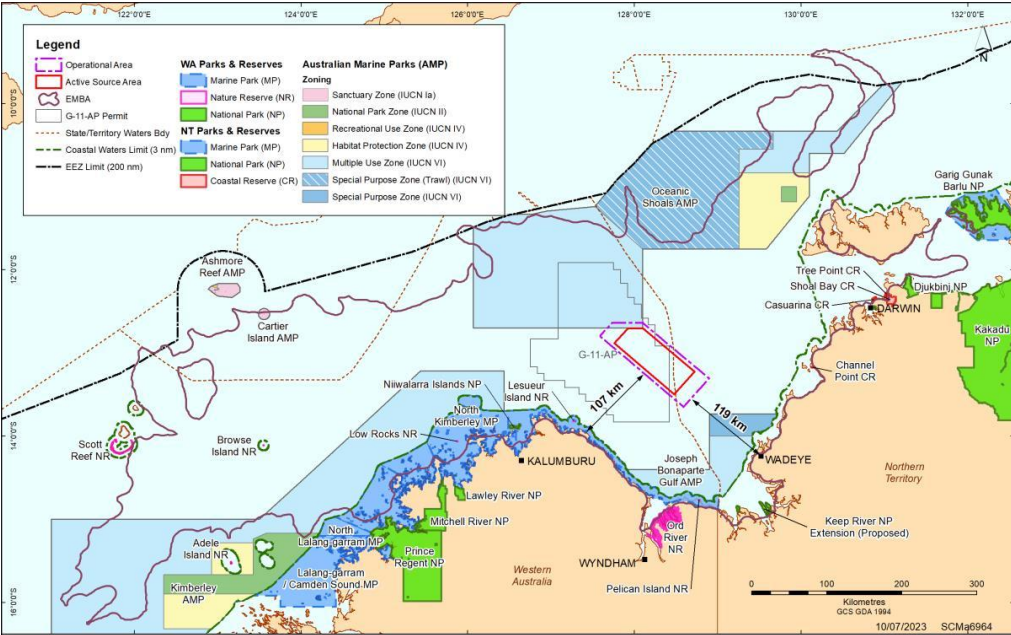 122°0'0"E
124°0'0"E
126°0'0"E
128°0'0"E
130°0'0"E
132°0'0"E
Legend
Operational Area
Active Source Area
EMBA
G-11-AP Permit
State/Territory Waters Bdy
Coastal Waters Limit (3 nm)
EEZ Limit (200 nm)
WA Parks & Reserves
Marine Park (MP)
Nature Reserve (NR)
National Park (NP)
NT Parks & Reserves
Marine Park (MP)
National Park (NP)
Coastal Reserve (CR)
Australian Marine Parks (AMP)
Zoning
Sanctuary Zone (IUCN Ia)
National Park Zone (IUCN II)
Recreational Use Zone (IUCN IV)
Habitat Protection Zone (IUCN IV)
Multiple Use Zone (IUCN VI)
Special Purpose Zone (Trawl) (IUCN VI)
Special Purpose Zone (IUCN VI)
N
10°0'0"S
12°0'0"S
14°0'0"S
16°0'0"S
Oceanic
Shoals AMP
Garig Gunak
Barlu NP
Ashmore
Reef AMP
Cartier
Island AMP
Tree Point CR
Shoal Bay CR
Casuarina CR
Djukbinj NP
DARWIN
Kakadu
NP
G-11-AP
Channel
Point CR
Niiwalarra Islands NP
Lesueur
Island NR
107 km
119 km
North
Kimberley MP
Low Rocks NR
Scott
Reef NR
Browse
Island NR
KALUMBURU
Joseph
Bonaparte
Gulf AMP
WADEYE
Northern
Territory
Lawley River NP
Mitchell River NP
Keep River NP
Extension (Proposed)
Ord
River
NR
North
Lalang-garram MP
Adele
Island NR
Prince
Regent NP
Lalang-garram
/ Camden Sound MP
Kimberley
AMP
Western
Australia
WYNDHAM
Pelican Island NR
0
100
200
300
Kilometres
GCS GDA 1994
10/07/2023 SCMa6964